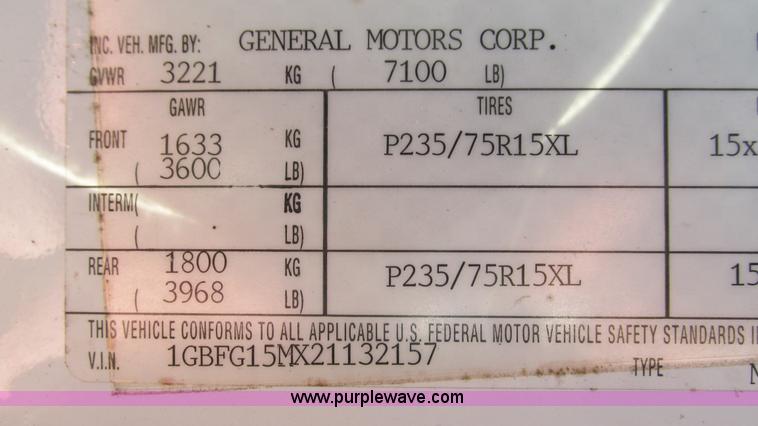 INC. VEH. MFG. BY: GENERAL MOTORS CORP.
GVWR 3221 KG ( 7100 LB)
GAWR TIRES
FRONT 1633 KG P235/75R15XL 15x
( 3600 LB)
INTERM( KG
( LB)
REAR 1800 KG P235/75R15XL 15
( 3968 LB)
THIS VEHICLE CONFORMS TO ALL APPLICABLE U.S. FEDERAL MOTOR VEHICLE SAFETY STANDARDS
V.I.N. 1GBFG15MX21132157 TYPE
www.purplewave.com